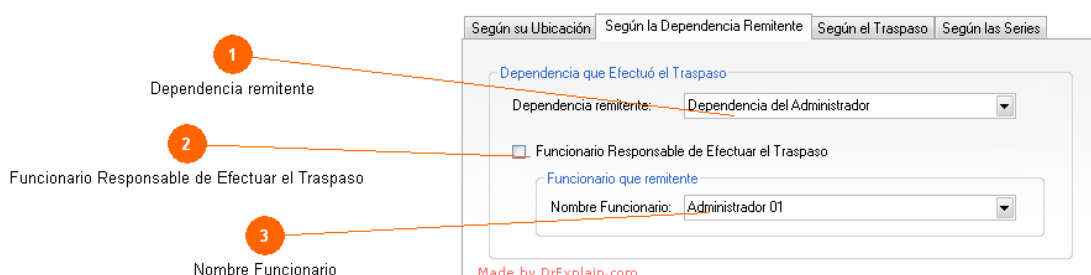 Según su Ubicación Según la Dependencia Remitente Según el Traspaso Según las Series
1
Dependencia remitente
Dependencia que Efectuó el Traspaso
Dependencia remitente: Dependencia del Administrador
2
Funcionario Responsable de Efectuar el Traspaso
Funcionario Responsable de Efectuar el Traspaso
Funcionario que remitente
Nombre Funcionario: Administrador 01
3
Nombre Funcionario
Made by DrExplain.com